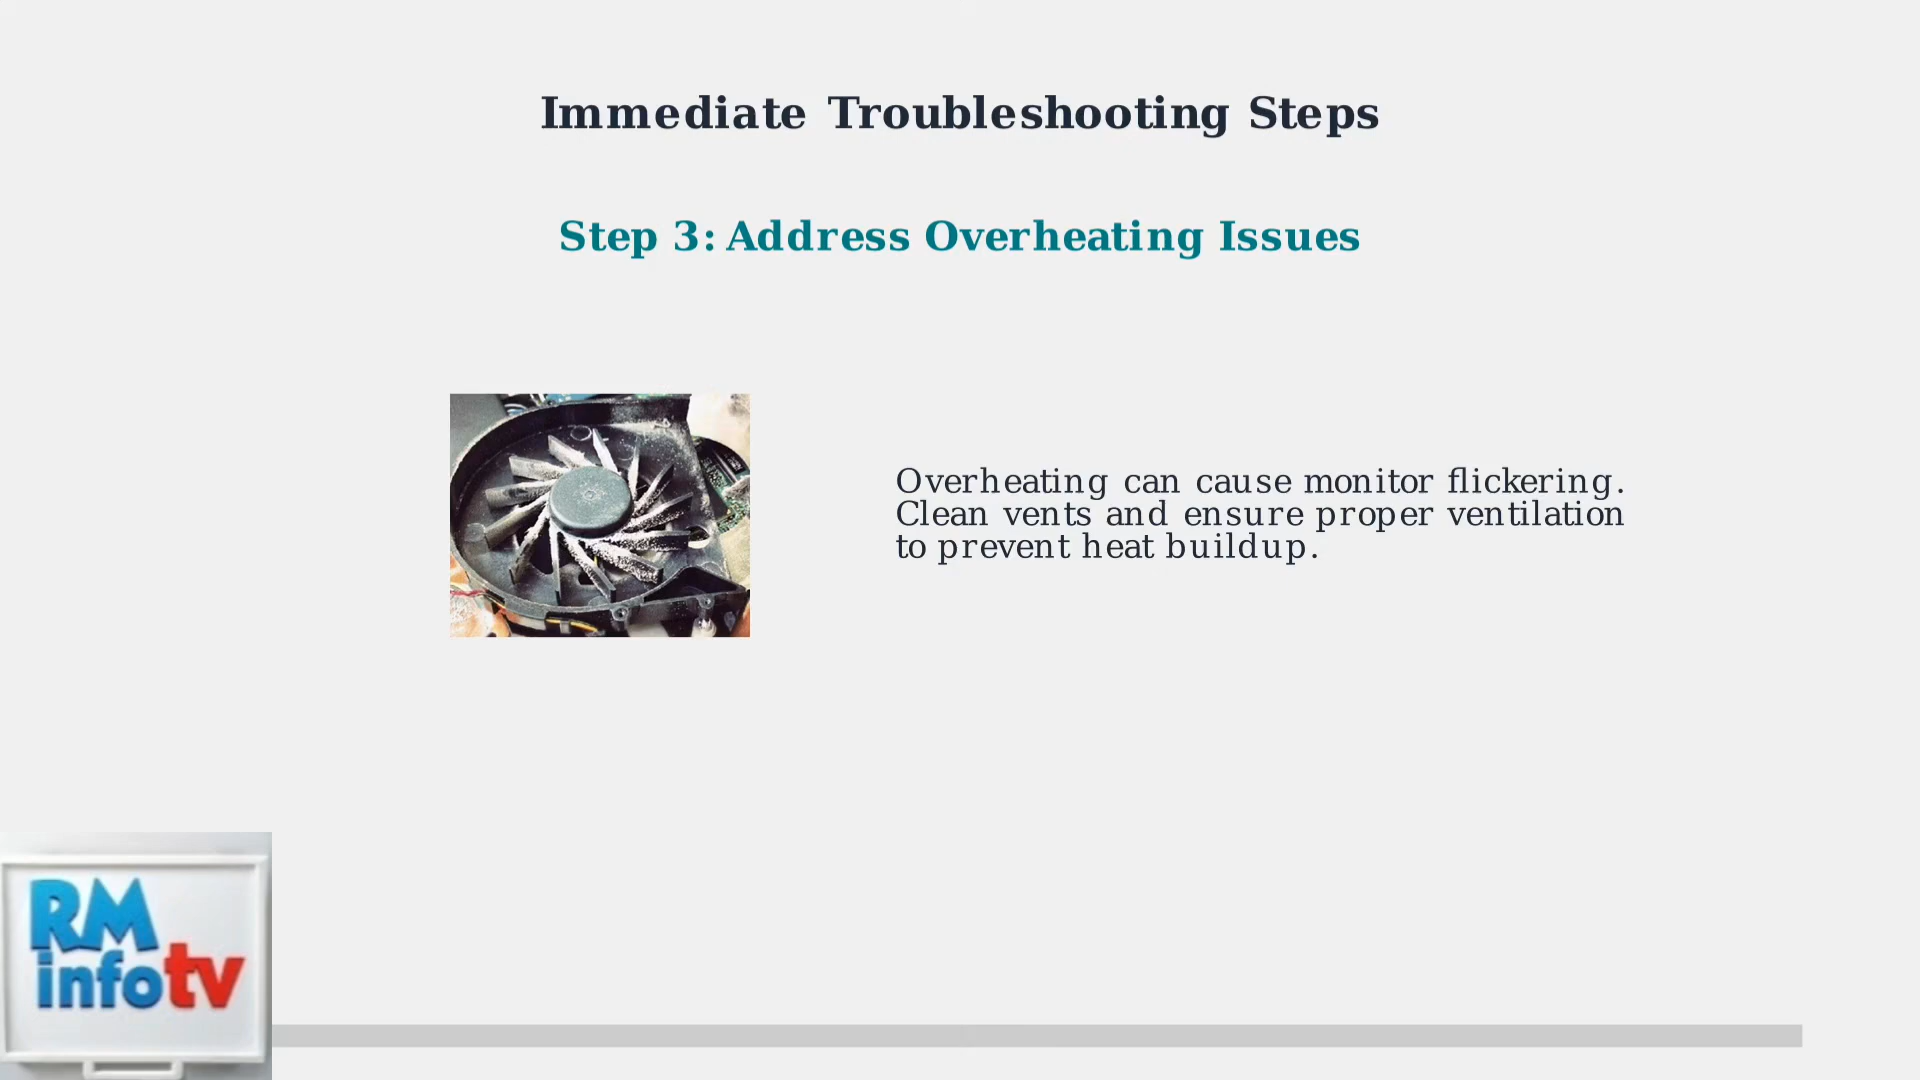 Immediate Troubleshooting Steps
Step 3: Address Overheating Issues
Overheating can cause monitor flickering.
Clean vents and ensure proper ventilation
to prevent heat buildup.
RM
infotv